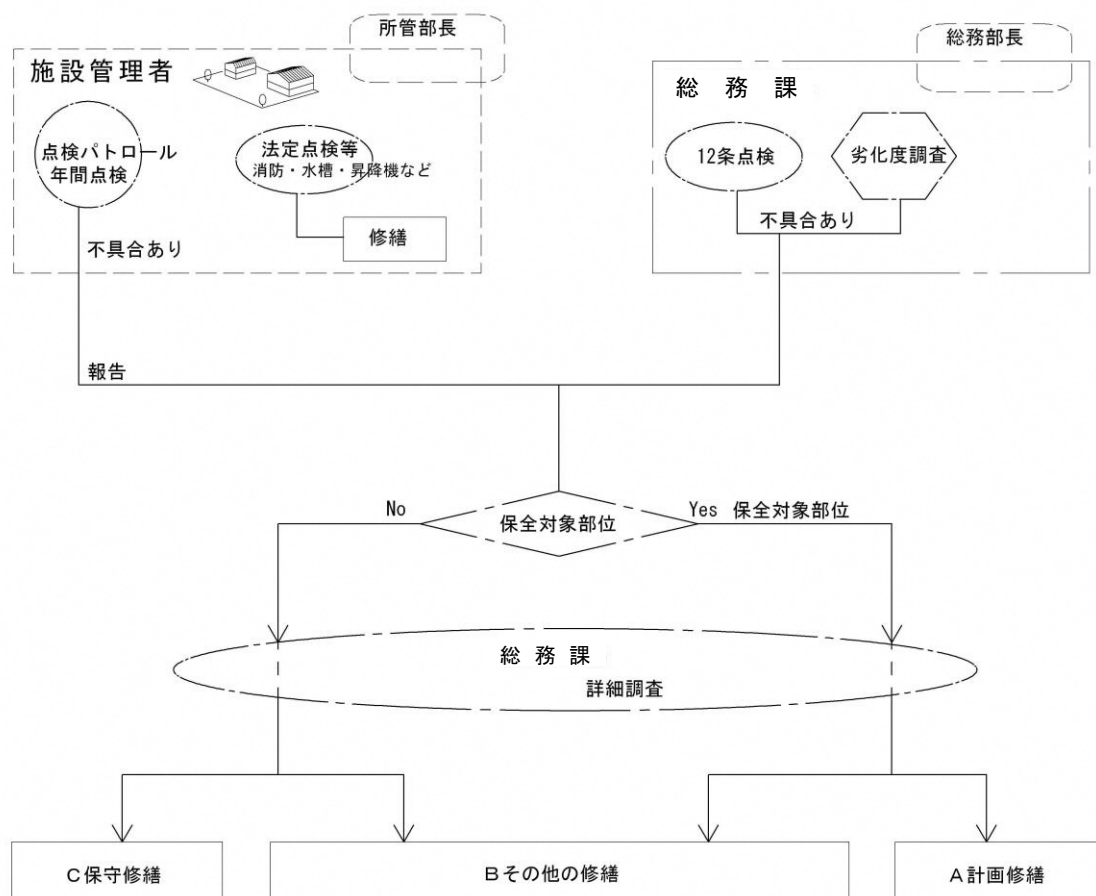 所管部長
施設管理者
点検パトロール
年間点検
法定点検等
消防・水槽・昇降機など
修繕
不具合あり
総務部長
総務課
12条点検
劣化度調査
不具合あり
報告
No
保全対象部位
Yes 保全対象部位
総務課
詳細調査
C保守修繕
Bその他の修繕
A計画修繕